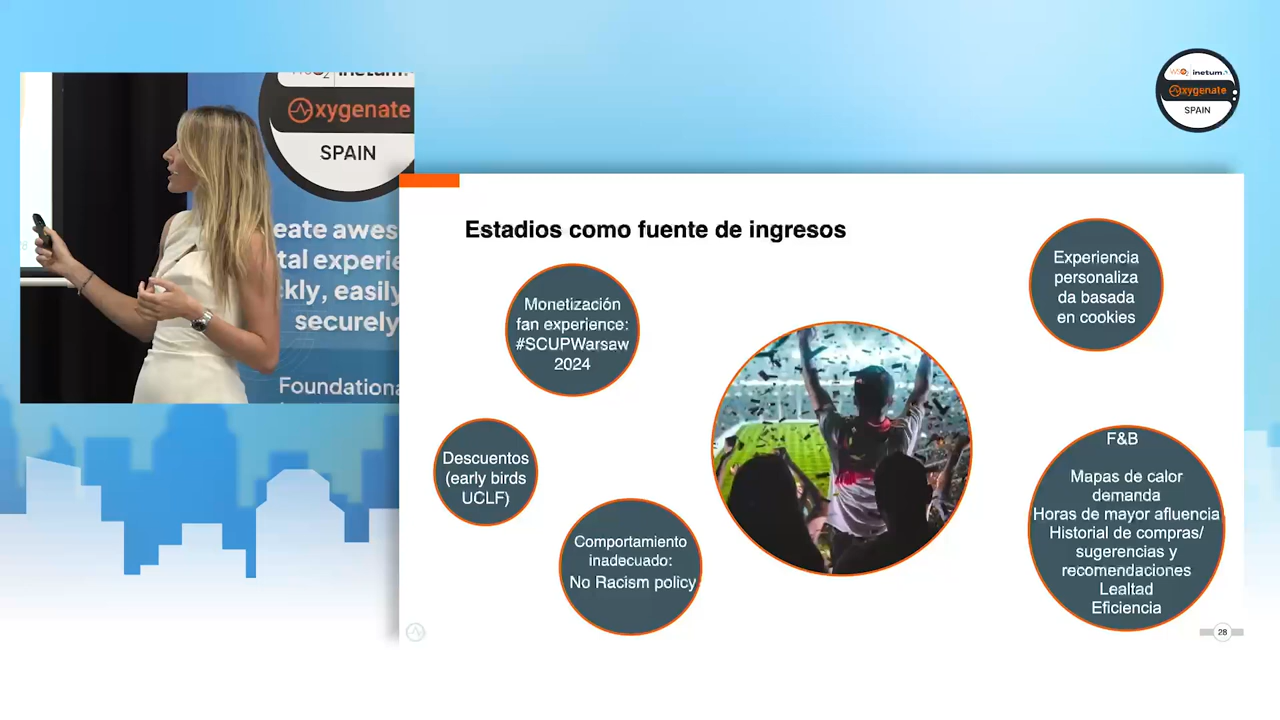 inetum.
Oxygenate
SPAIN
eate awes
tal experie
kly, easily
securely
Foundationa
WSO2 inetum.
Oxygenate
SPAIN
Estadios como fuente de ingresos
Monetización
fan experience:
#SCUPWarsaw
2024
Descuentos
(early birds
UCLF)
Comportamiento
inadecuado:
No Racism policy
Experiencia
personaliza
da basada
en cookies
F&B
Mapas de calor
demanda
Horas de mayor afluencia
Historial de compras/
sugerencias y
recomendaciones
Lealtad
Eficiencia
28